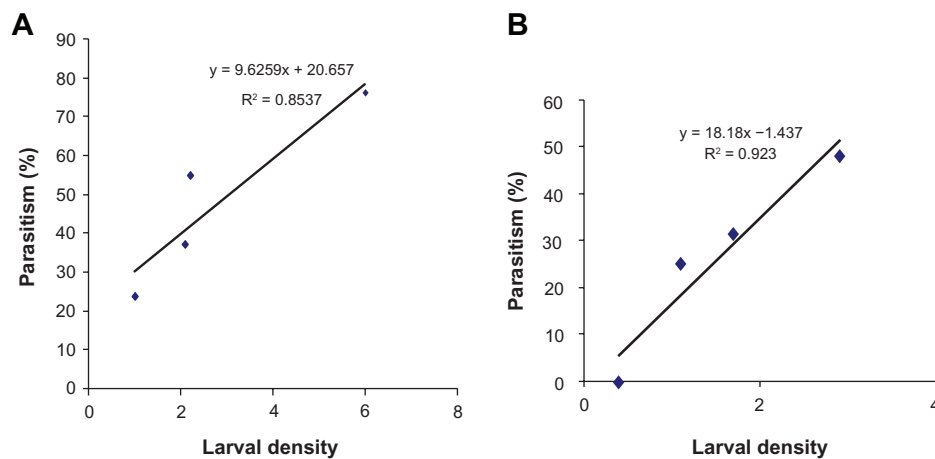 A
90
80
70
60
50
40
30
20
10
0
Parasitism (%)
y = 9.6259x + 20.657
R² = 0.8537
0 2 4 6 8
Larval density
B
60
50
40
30
20
10
0
Parasitism (%)
y = 18.18x −1.437
R² = 0.923
0 2 4
Larval density